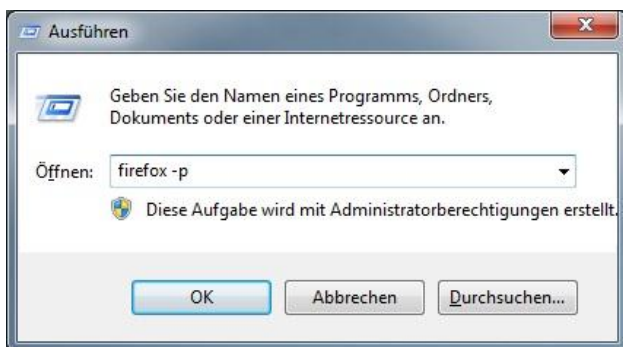 Ausführen
Geben Sie den Namen eines Programms, Ordners,
Dokuments oder einer Internetressource an.
Öffnen: firefox -p
Diese Aufgabe wird mit Administratorberechtigungen erstellt.
OK Abbrechen Durchsuchen...